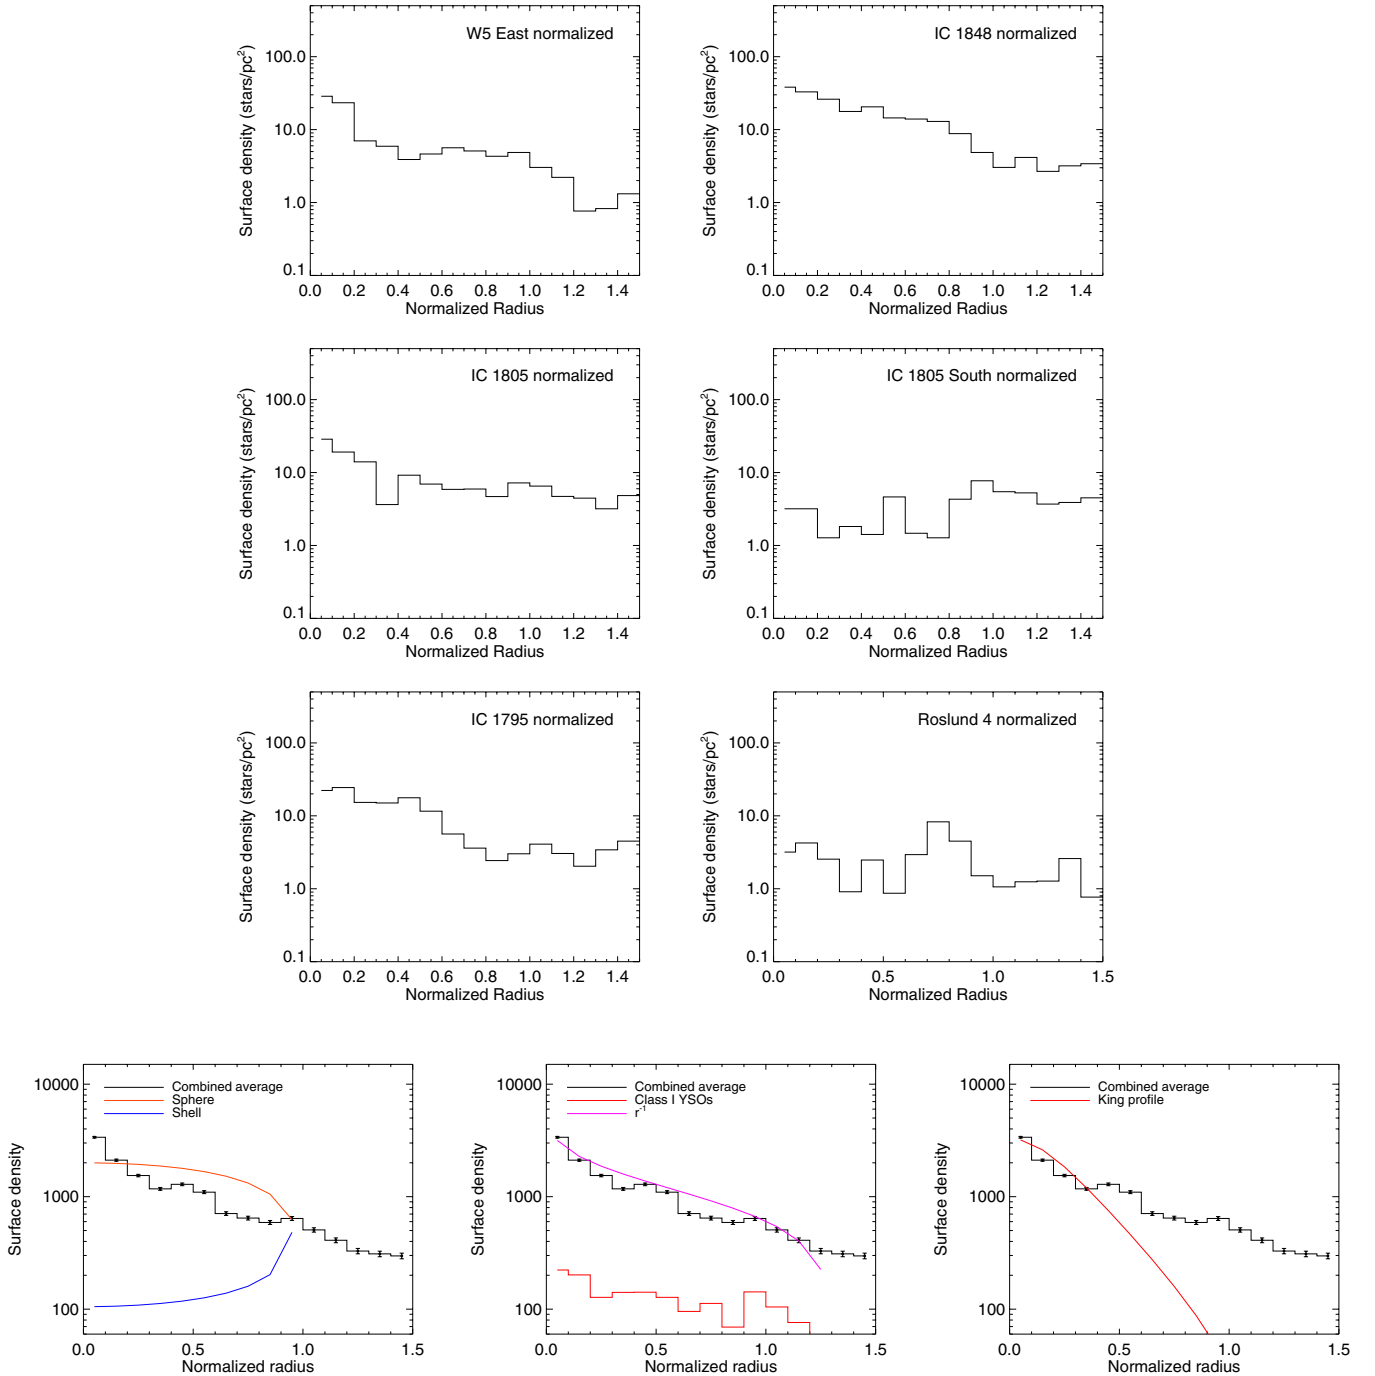 W5 East normalized
Surface density (stars/pc²)
100.0
10.0
1.0
0.1
0.0 0.2 0.4 0.6 0.8 1.0 1.2 1.4
Normalized Radius
IC 1848 normalized
Surface density (stars/pc²)
100.0
10.0
1.0
0.1
0.0 0.2 0.4 0.6 0.8 1.0 1.2 1.4
Normalized Radius
IC 1805 normalized
Surface density (stars/pc²)
100.0
10.0
1.0
0.1
0.0 0.2 0.4 0.6 0.8 1.0 1.2 1.4
Normalized Radius
IC 1805 South normalized
Surface density (stars/pc²)
100.0
10.0
1.0
0.1
0.0 0.2 0.4 0.6 0.8 1.0 1.2 1.4
Normalized Radius
IC 1795 normalized
Surface density (stars/pc²)
100.0
10.0
1.0
0.1
0.0 0.2 0.4 0.6 0.8 1.0 1.2 1.4
Normalized Radius
Roslund 4 normalized
Surface density (stars/pc²)
100.0
10.0
1.0
0.1
0.0 0.5 1.0 1.5
Normalized Radius
Combined average
Sphere
Shell
Surface density
10000
1000
100
0.0 0.5 1.0 1.5
Normalized radius
Combined average
Class I YSOs
r⁻¹
Surface density
10000
1000
100
0.0 0.5 1.0 1.5
Normalized radius
Combined average
King profile
Surface density
10000
1000
100
0.0 0.5 1.0 1.5
Normalized radius